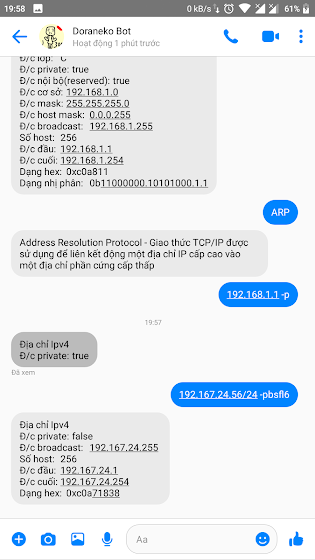 19:58
0 kB/s
61%
Doraneko Bot
Hoạt động 1 phút trước
Đ/c lớp: C
Đ/c private: true
Đ/c nội bộ(reserved): true
Đ/c cơ sở: 192.168.1.0
Đ/c mask: 255.255.255.0
Đ/c host mask: 0.0.0.255
Đ/c broadcast: 192.168.1.255
Số host: 256
Đ/c đầu: 192.168.1.1
Đ/c cuối: 192.168.1.254
Dạng hex: 0xc0a811
Dạng nhị phân: 0b11000000.10101000.1.1
ARP
Address Resolution Protocol - Giao thức TCP/IP được
sử dụng để liên kết động một địa chỉ IP cấp cao vào
một địa chỉ phần cứng cấp thấp
192.168.1.1 -p
19:57
Địa chỉ Ipv4
Đ/c private: true
Đã xem
192.167.24.56/24 -pbsfl6
Địa chỉ Ipv4
Đ/c private: false
Đ/c broadcast: 192.167.24.255
Số host: 256
Đ/c đầu: 192.167.24.1
Đ/c cuối: 192.167.24.254
Dạng hex: 0xc0a71838
Aa